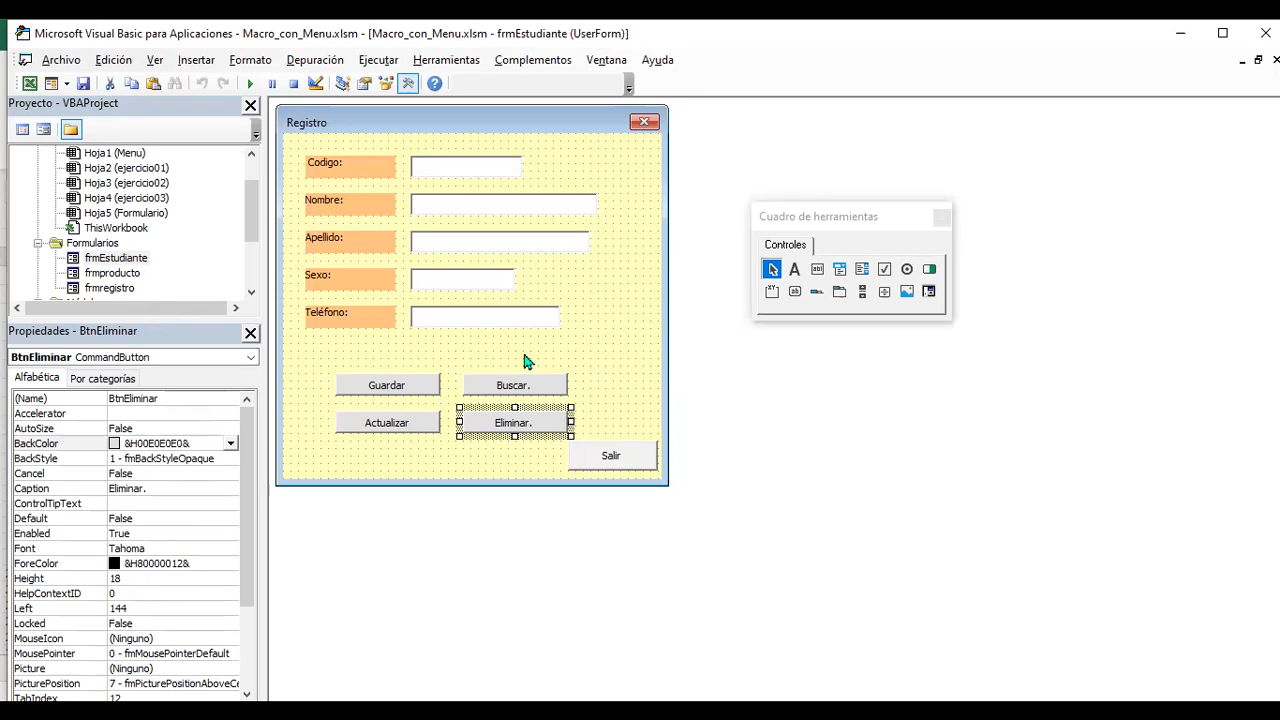 Microsoft Visual Basic para Aplicaciones - Macro_con_Menu.xlsm - [Macro_con_Menu.xlsm - frmEstudiante (UserForm)]
Archivo Edición Ver Insertar Formato Depuración Ejecutar Herramientas Complementos Ventana Ayuda
Proyecto - VBAProject
Hoja1 (Menu)
Hoja2 (ejercicio01)
Hoja3 (ejercicio02)
Hoja4 (ejercicio03)
Hoja5 (Formulario)
ThisWorkbook
Formularios
frmEstudiante
frmproducto
frmregistro
Propiedades - BtnEliminar
BtnEliminar CommandButton
Alfabética Por categorías
(Name) BtnEliminar
Accelerator
AutoSize False
BackColor &H00E0E0E0&
BackStyle 1 - fmBackStyleOpaque
Cancel False
Caption Eliminar.
ControlTipText
Default False
Enabled True
Font Tahoma
ForeColor &H80000012&
Height 18
HelpContextID 0
Left 144
Locked False
MouseIcon (Ninguno)
MousePointer 0 - fmMousePointerDefault
Picture (Ninguno)
PicturePosition 7 - fmPicturePositionAboveCe
TabIndex 12
Registro
Codigo:
Nombre:
Apellido:
Sexo:
Teléfono:
Guardar Buscar.
Actualizar Eliminar.
Salir
Cuadro de herramientas
Controles